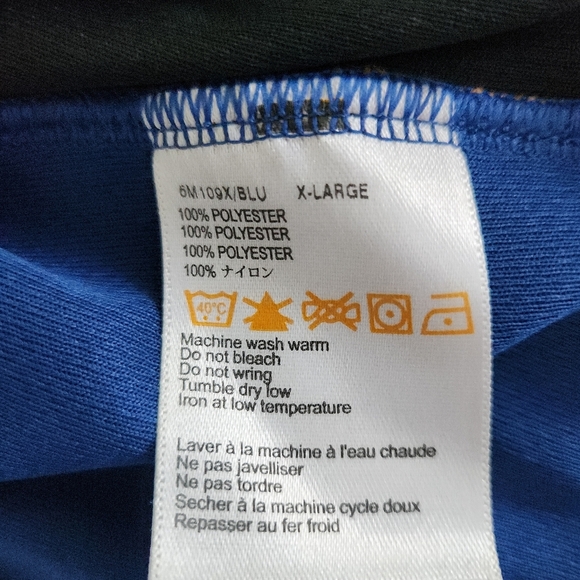 6M109X/BLU X-LARGE
100% POLYESTER
100% POLYESTER
100% POLYESTER
100% ナイロン
40°C
Machine wash warm
Do not bleach
Do not wring
Tumble dry low
Iron at low temperature
Laver à la machine à l'eau chaude
Ne pas javelliser
Ne pas tordre
Secher à la machine cycle doux
Repasser au fer froid